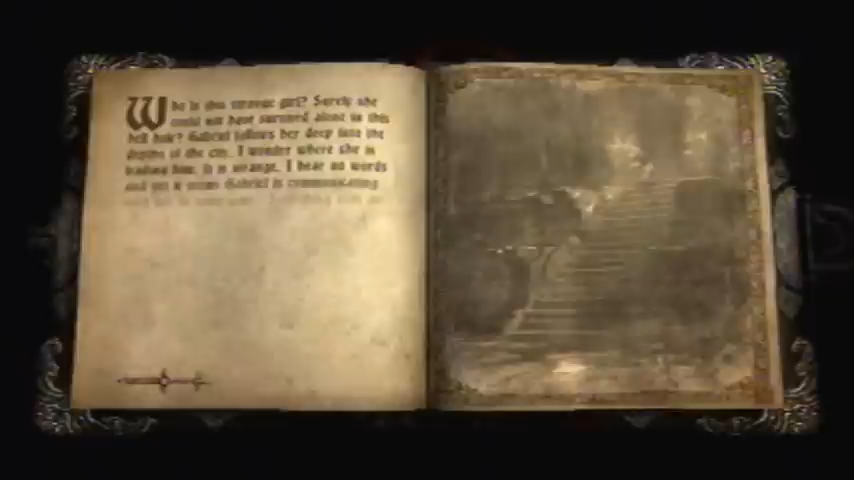 Who is this strange girl? Surely she
could not have survived alone in this
hell hole? Gabriel follows her deep into the
depths of the city. I wonder where she is
leading him. It is strange, I hear no words
and yet it seems Gabriel is communicating